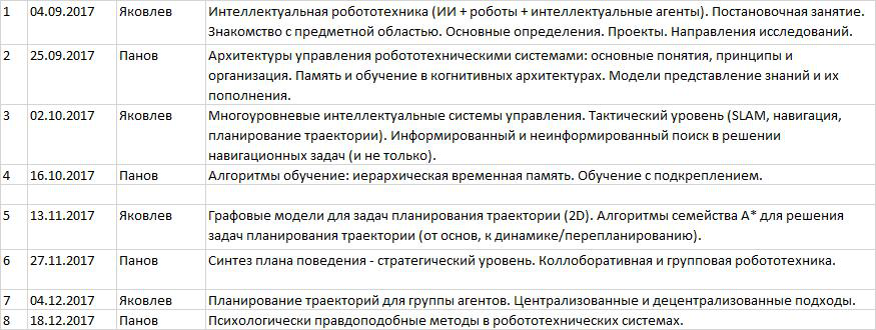 1 04.09.2017 Яковлев Интеллектуальная робототехника (ИИ + роботы + интеллектуальные агенты). Постановочная занятие.
Знакомство с предметной областью. Основные определения. Проекты. Направления исследований.
2 25.09.2017 Панов Архитектуры управления робототехническими системами: основные понятия, принципы и
организация. Память и обучение в когнитивных архитектурах. Модели представление знаний и их
пополнения.
3 02.10.2017 Яковлев Многоуровневые интеллектуальные системы управления. Тактический уровень (SLAM, навигация,
планирование траектории). Информированный и неинформированный поиск в решении
навигационных задач (и не только).
4 16.10.2017 Панов Алгоритмы обучение: иерархическая временная память. Обучение с подкреплением.
5 13.11.2017 Яковлев Графовые модели для задач планирования траектории (2D). Алгоритмы семейства A* для решения
задач планирования траектории (от основ, к динамике/перепланированию).
6 27.11.2017 Панов Синтез плана поведения - стратегический уровень. Коллоборативная и групповая робототехника.
7 04.12.2017 Яковлев Планирование траекторий для группы агентов. Централизованные и децентрализованные подходы.
8 18.12.2017 Панов Психологически правдоподобные методы в робототехнических системах.